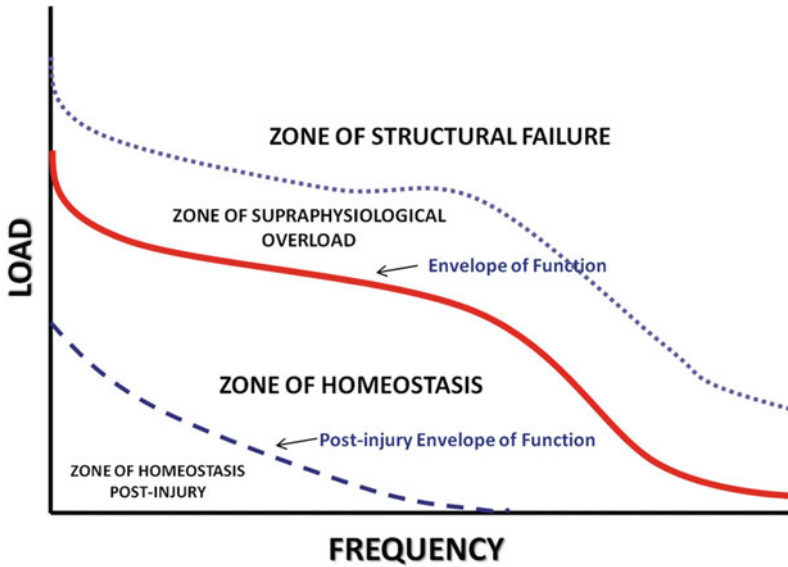 ZONE OF STRUCTURAL FAILURE
ZONE OF SUPRAPHYSIOLOGICAL
OVERLOAD
Envelope of Function
LOAD
ZONE OF HOMEOSTASIS
Post-injury Envelope of Function
ZONE OF HOMEOSTASIS
POST-INJURY
FREQUENCY